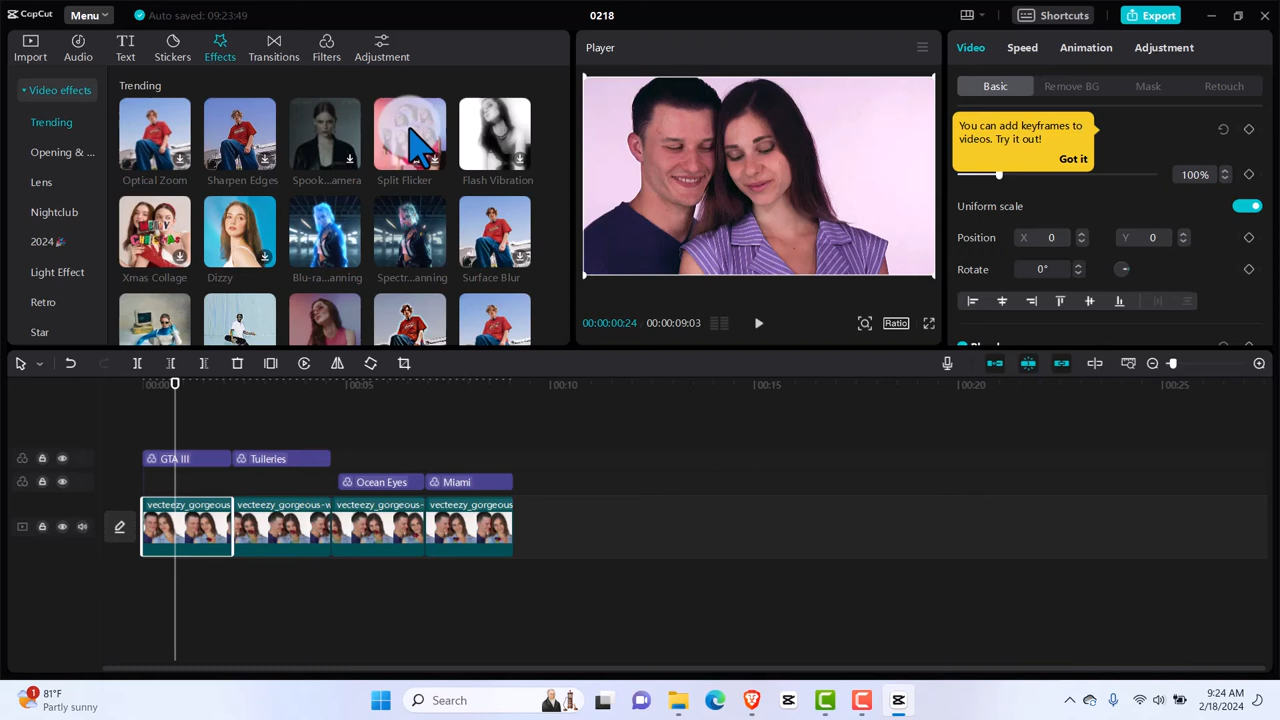 CapCut
Menu
Auto saved: 09:23:49
0218
Shortcuts
Export
Import
Audio
Text
Stickers
Effects
Transitions
Filters
Adjustment
Video effects
Trending
Opening & ...
Lens
Nightclub
2024🎉
Light Effect
Retro
Star
Trending
Optical Zoom
Sharpen Edges
Spook...amera
Split Flicker
Flash Vibration
MERRY
CHRISTMAS
Xmas Collage
Dizzy
Blu-ra...anning
Spectr...anning
Surface Blur
Player
00:00:00:24
00:00:09:03
Ratio
Video
Speed
Animation
Adjustment
Basic
Remove BG
Mask
Retouch
You can add keyframes to
videos. Try it out!
Got it
100%
Uniform scale
Position
X 0
Y 0
Rotate
0°
00:05
00:10
00:15
00:20
00:25
GTA III
Tuileries
Ocean Eyes
Miami
vecteezy_gorgeous
vecteezy_gorgeous-w
vecteezy_gorgeous-
vecteezy_gorgeous
1
81°F
Partly sunny
Search
9:24 AM
2/18/2024